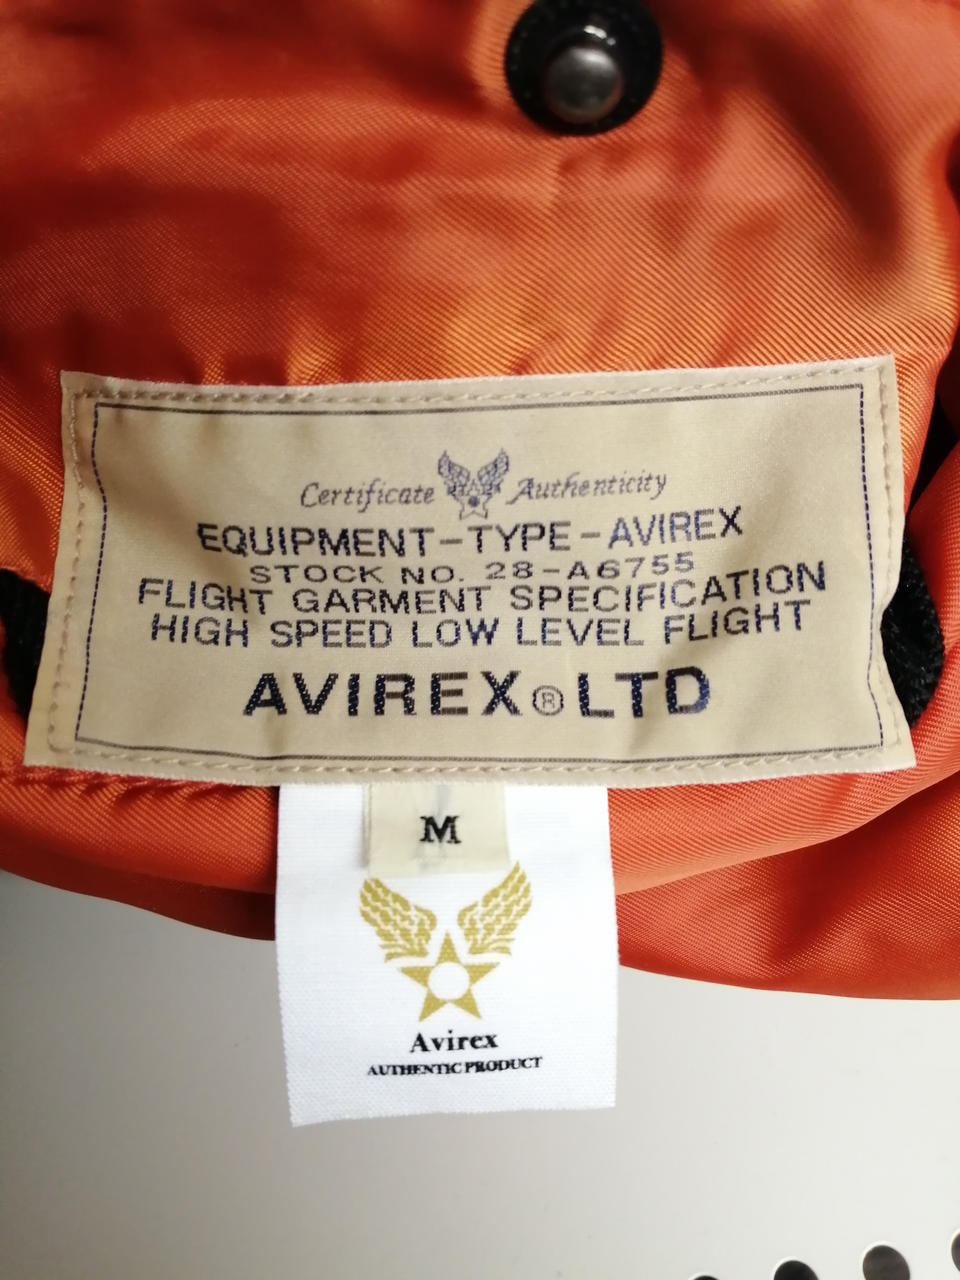 Certificate Authenticity
EQUIPMENT-TYPE-AVIREX
STOCK NO. 28-A6755
FLIGHT GARMENT SPECIFICATION
HIGH SPEED LOW LEVEL FLIGHT
AVIREX®LTD
M
Avirex
AUTHENTIC PRODUCT